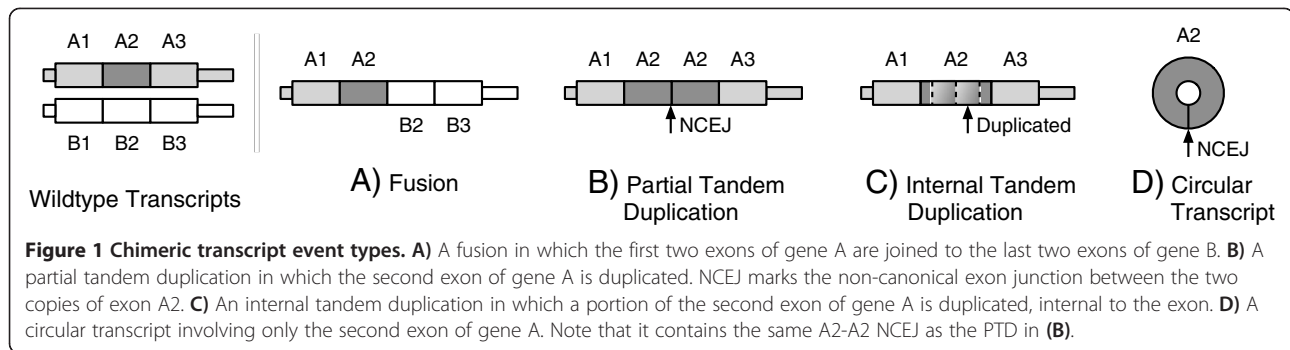 A1 A2 A3
B1 B2 B3
Wildtype Transcripts
A1 A2
B2 B3
A) Fusion
A1 A2 A2 A3
NCEJ
B) Partial Tandem
Duplication
A1 A2 A3
Duplicated
C) Internal Tandem
Duplication
A2
NCEJ
D) Circular
Transcript
Figure 1 Chimeric transcript event types. A) A fusion in which the first two exons of gene A are joined to the last two exons of gene B. B) A
partial tandem duplication in which the second exon of gene A is duplicated. NCEJ marks the non-canonical exon junction between the two
copies of exon A2. C) An internal tandem duplication in which a portion of the second exon of gene A is duplicated, internal to the exon. D) A
circular transcript involving only the second exon of gene A. Note that it contains the same A2-A2 NCEJ as the PTD in (B).